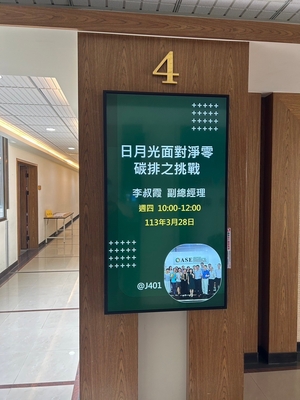 4
日月光面對淨零
碳排之挑戰
李叔霞 副總經理
週四 10:00-12:00
113年3月28日
ASE
@J401